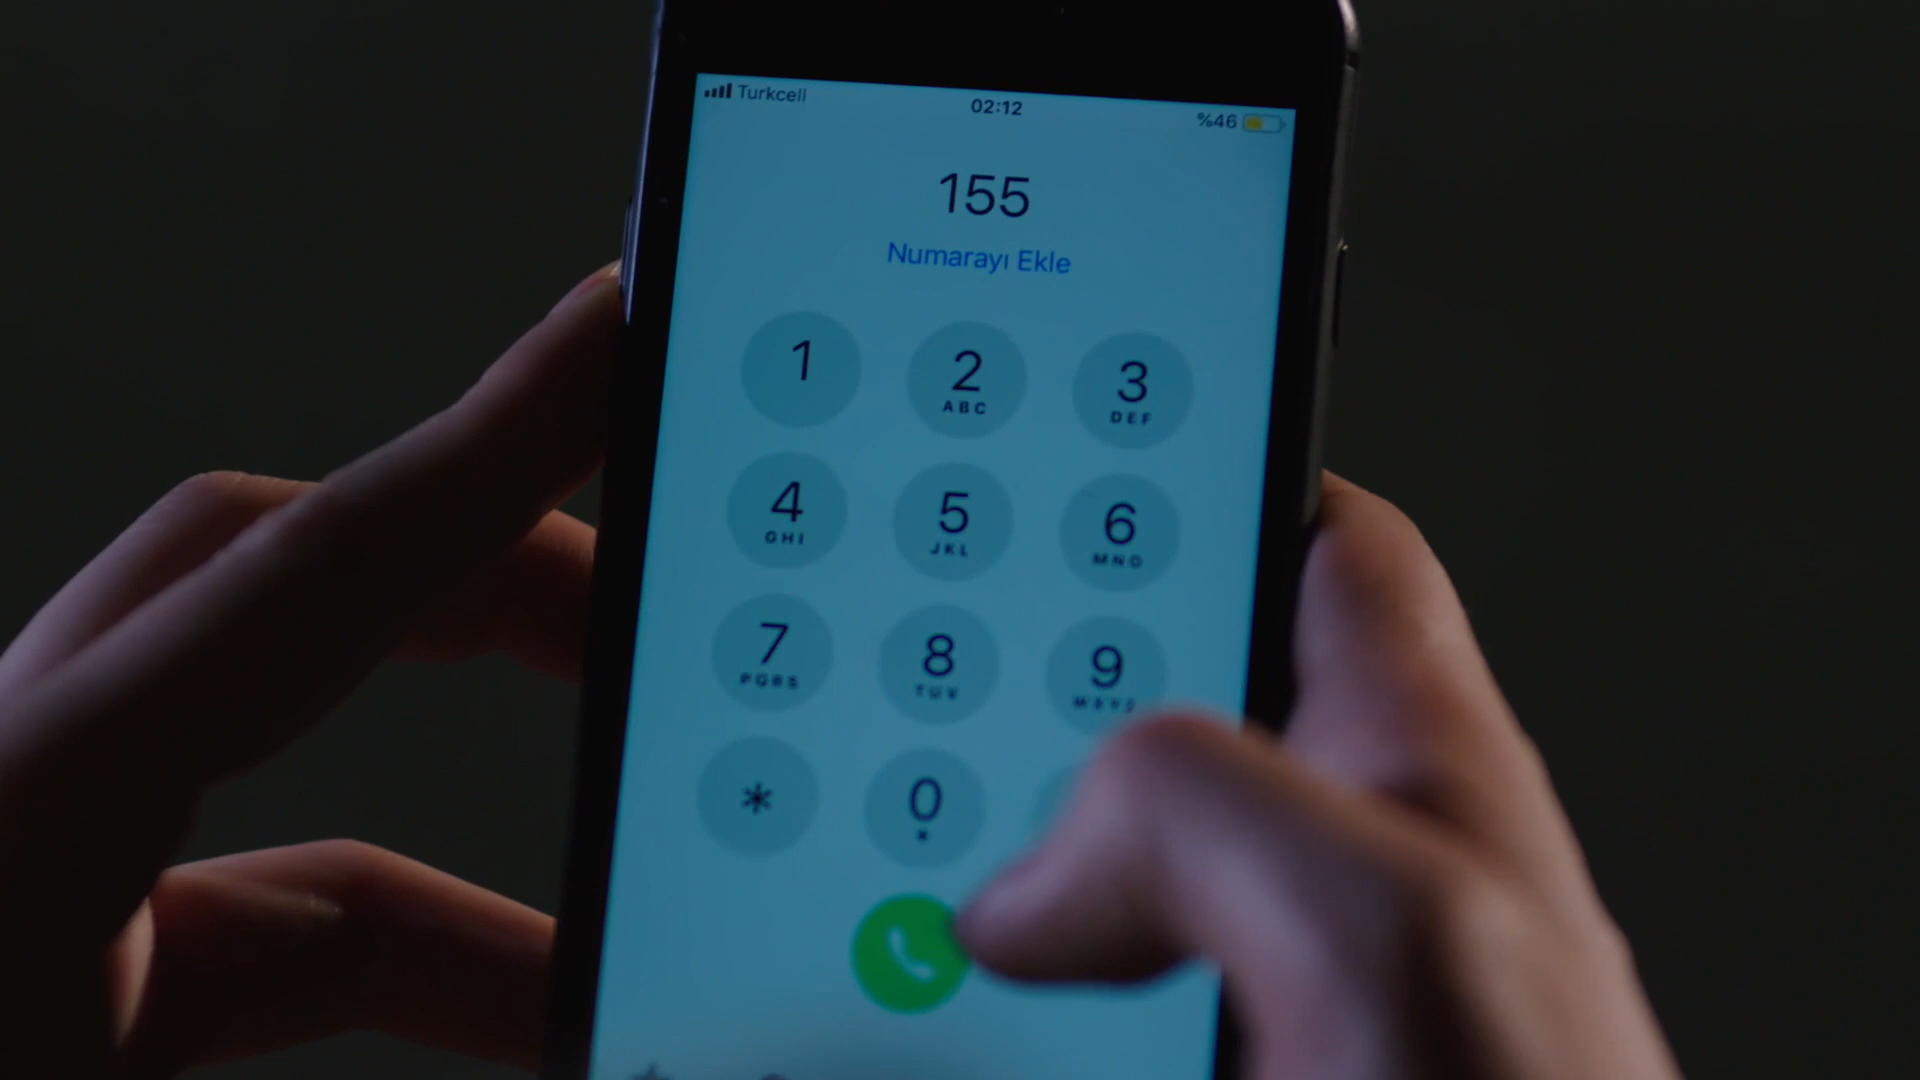 Turkcell 02:12 %46
155
Numarayı Ekle
1 2 3
ABC DEF
4 5 6
GHI JKL MNO
7 8 9
PQRS TUV WXYZ
* 0